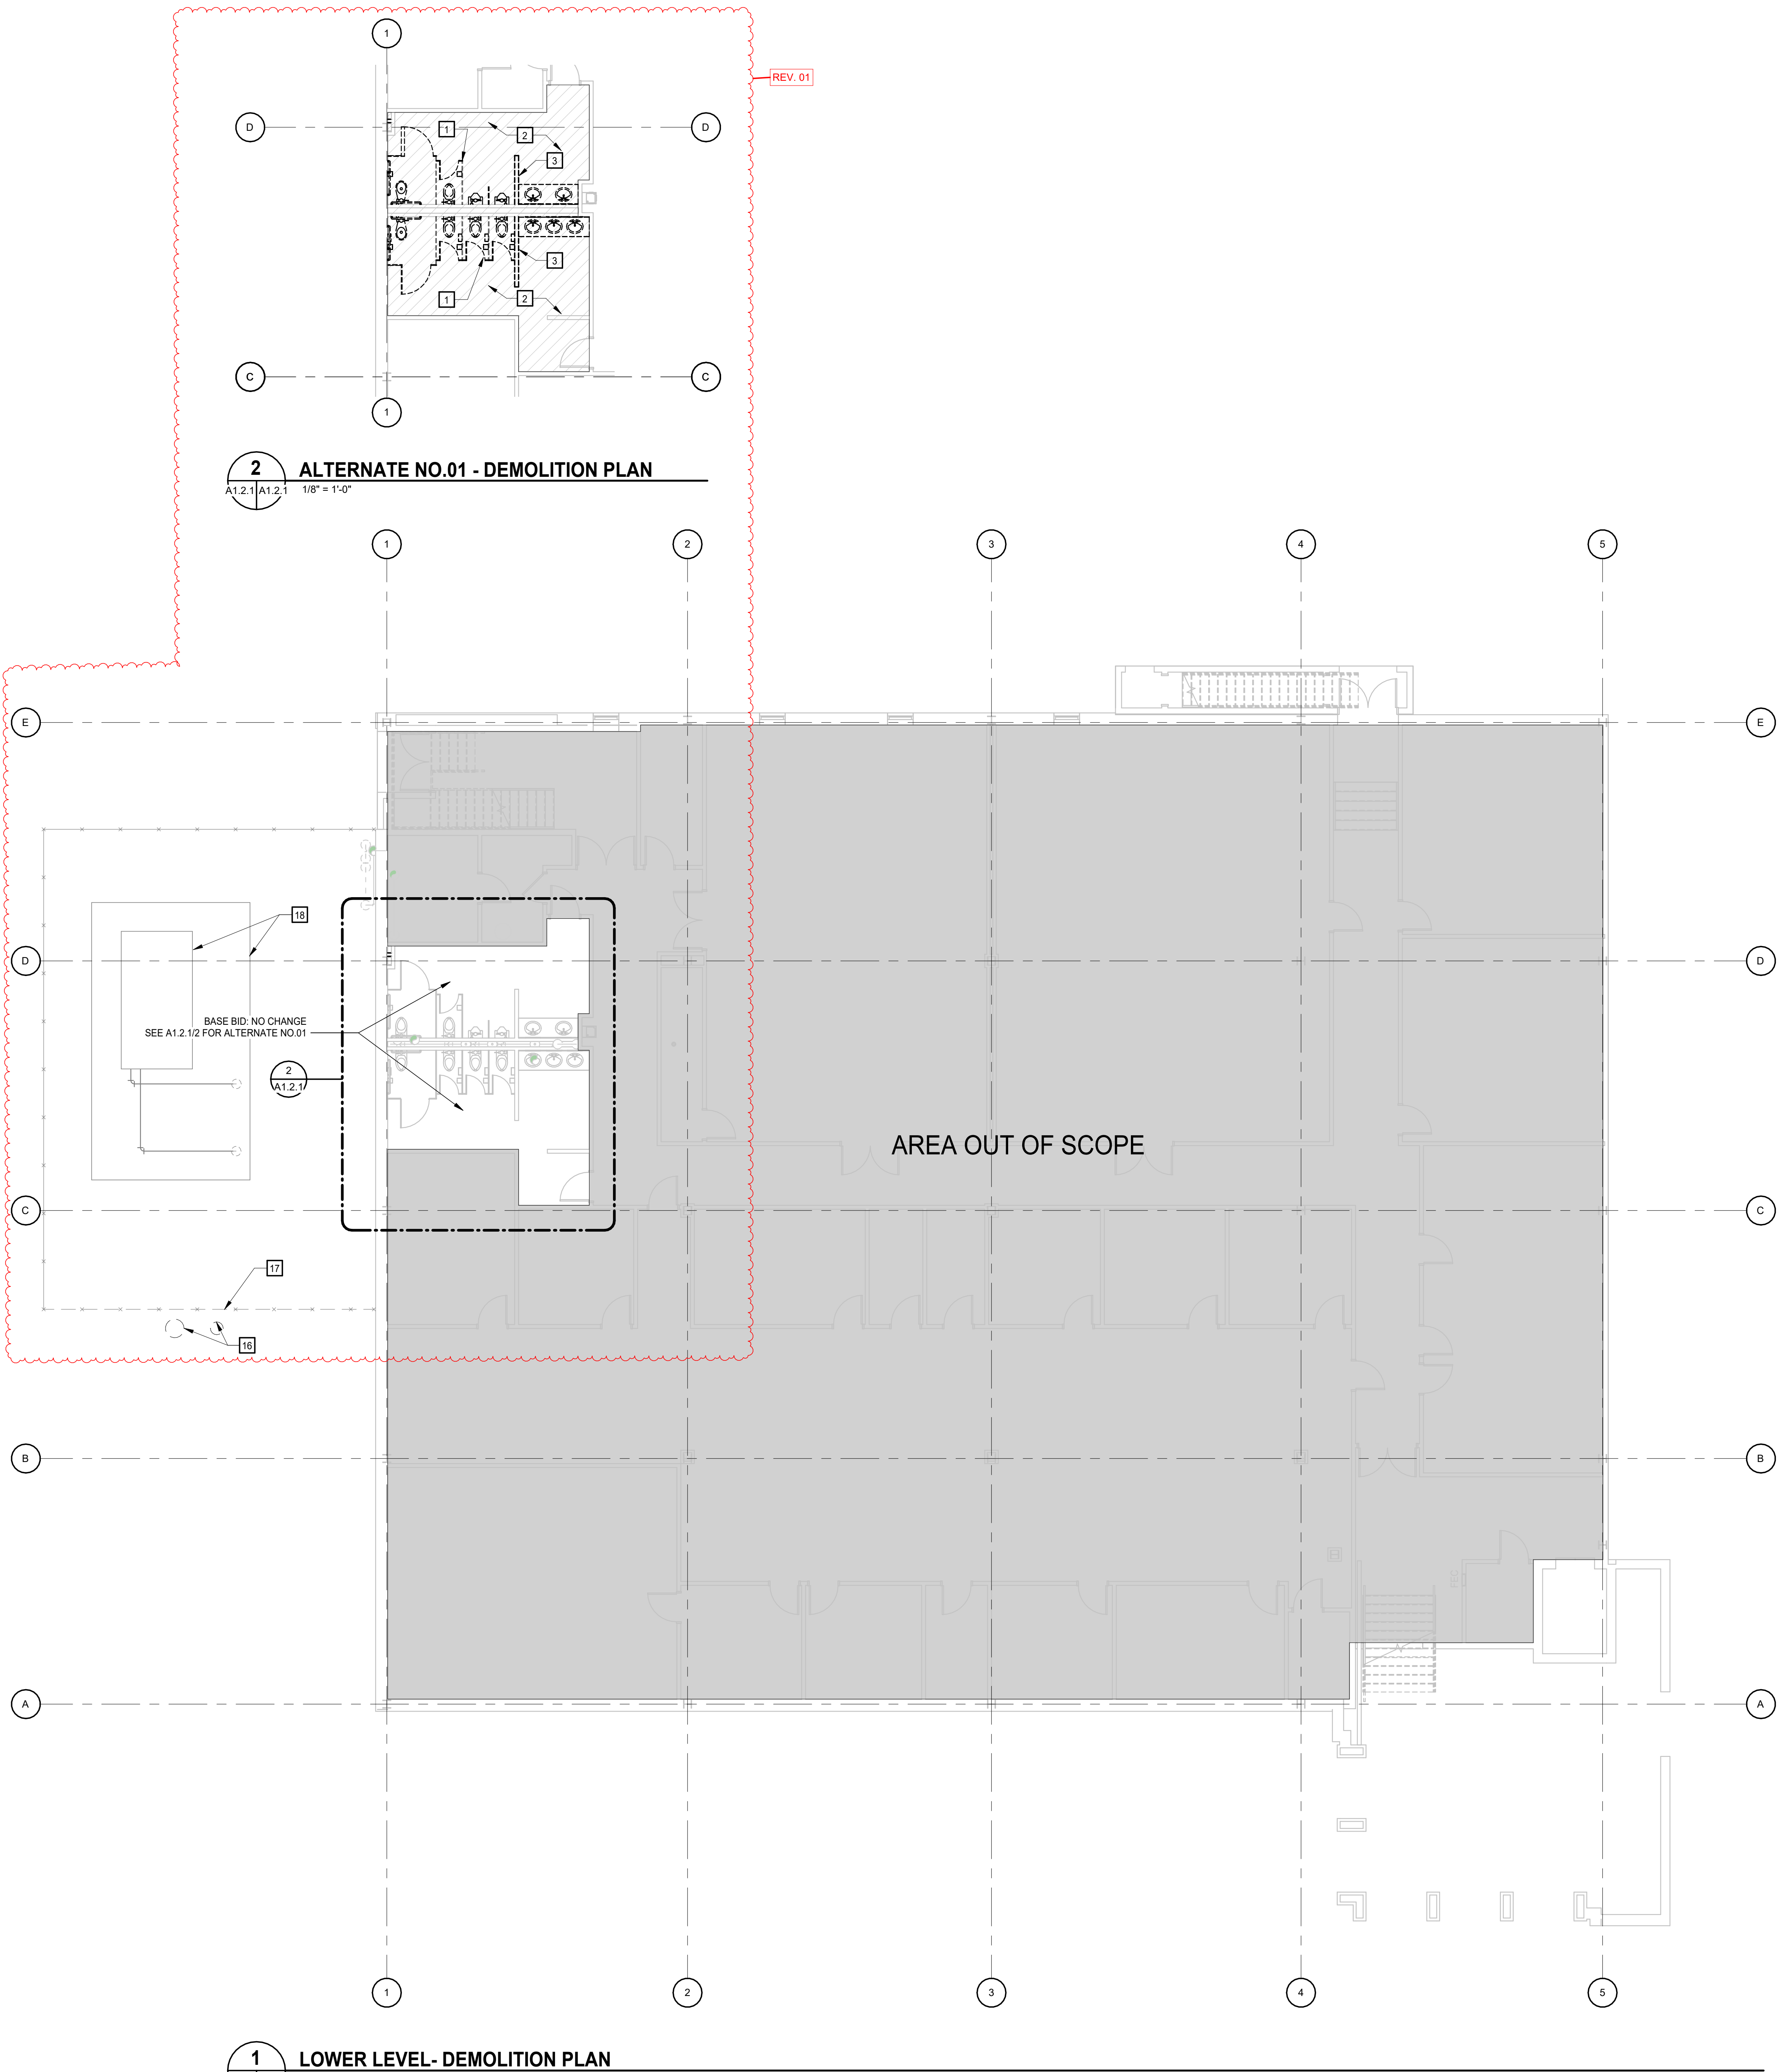 1
REV. 01
D
D
1
2
3
3
1
2
C
C
1
2
ALTERNATE NO.01 - DEMOLITION PLAN
A1.2.1
A1.2.1
1/8" = 1'-0"
1
2
3
4
5
E
E
18
D
D
BASE BID: NO CHANGE
SEE A1.2.1/2 FOR ALTERNATE NO.01
2
A1.2.1
AREA OUT OF SCOPE
C
C
17
16
B
B
FEC
A
A
1
2
3
4
5
1
LOWER LEVEL- DEMOLITION PLAN